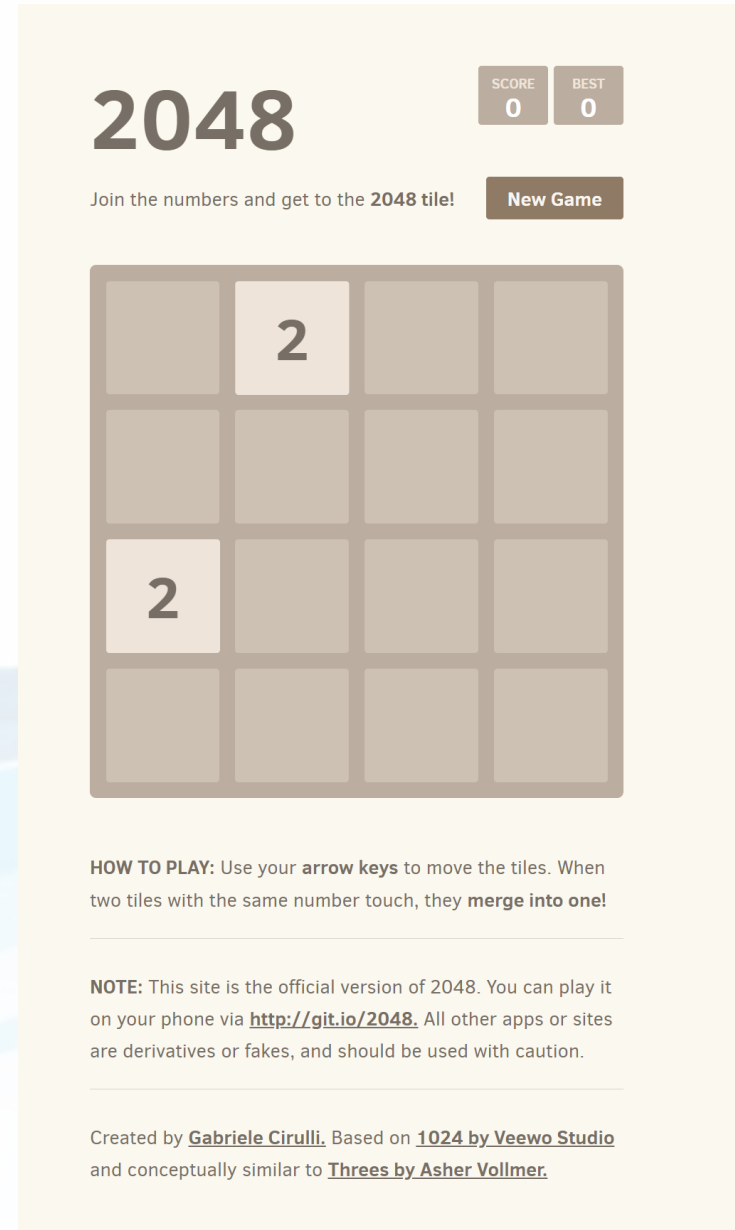 2048
SCORE
0
BEST
0
Join the numbers and get to the 2048 tile!
New Game
2
2
HOW TO PLAY: Use your arrow keys to move the tiles. When
two tiles with the same number touch, they merge into one!
NOTE: This site is the official version of 2048. You can play it
on your phone via http://git.io/2048. All other apps or sites
are derivatives or fakes, and should be used with caution.
Created by Gabriele Cirulli. Based on 1024 by Veewo Studio
and conceptually similar to Threes by Asher Vollmer.